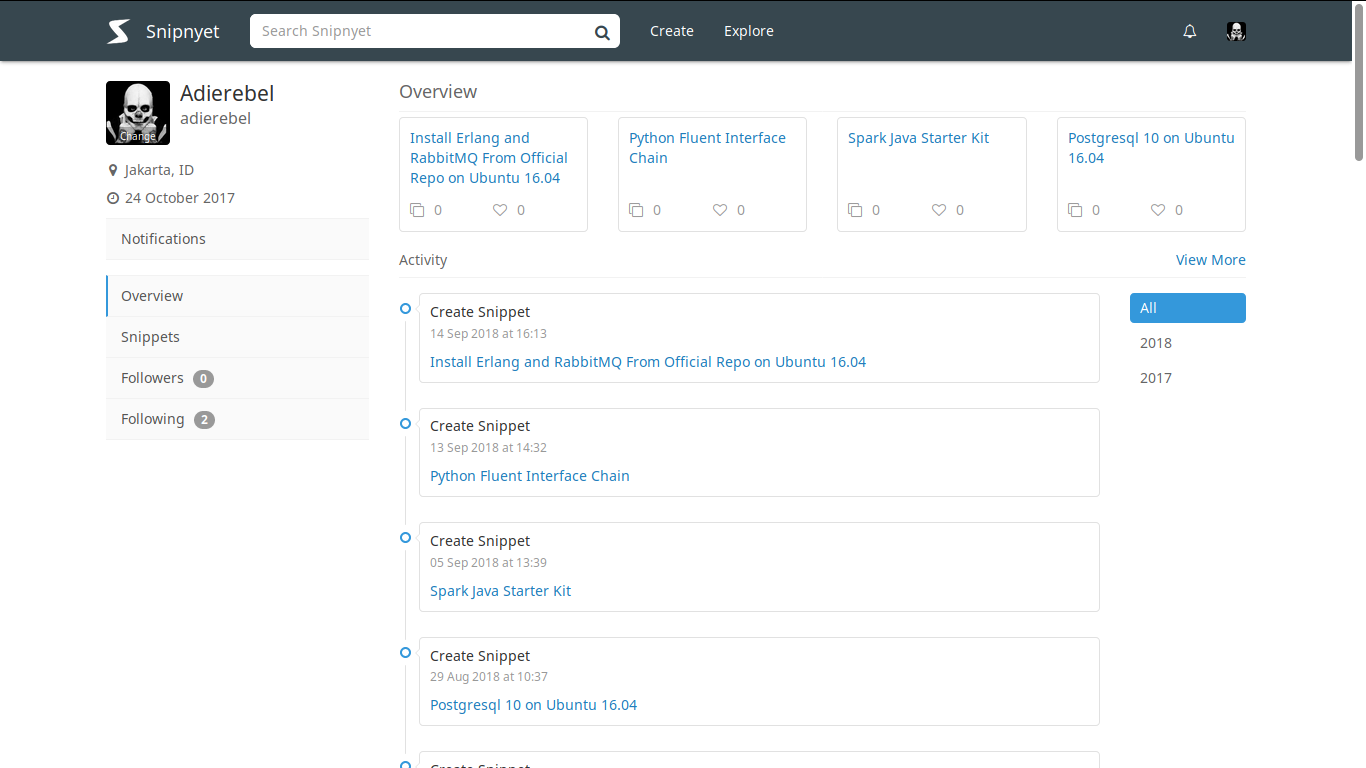 Snipnyet
Search Snipnyet
Create
Explore
Change
Adierebel
adierebel
Jakarta, ID
24 October 2017
Notifications
Overview
Snippets
Followers 0
Following 2
Overview
Install Erlang and
RabbitMQ From Official
Repo on Ubuntu 16.04
0 0
Python Fluent Interface
Chain
0 0
Spark Java Starter Kit
0 0
Postgresql 10 on Ubuntu
16.04
0 0
Activity
View More
Create Snippet
14 Sep 2018 at 16:13
Install Erlang and RabbitMQ From Official Repo on Ubuntu 16.04
Create Snippet
13 Sep 2018 at 14:32
Python Fluent Interface Chain
Create Snippet
05 Sep 2018 at 13:39
Spark Java Starter Kit
Create Snippet
29 Aug 2018 at 10:37
Postgresql 10 on Ubuntu 16.04
Create Snippet
All
2018
2017